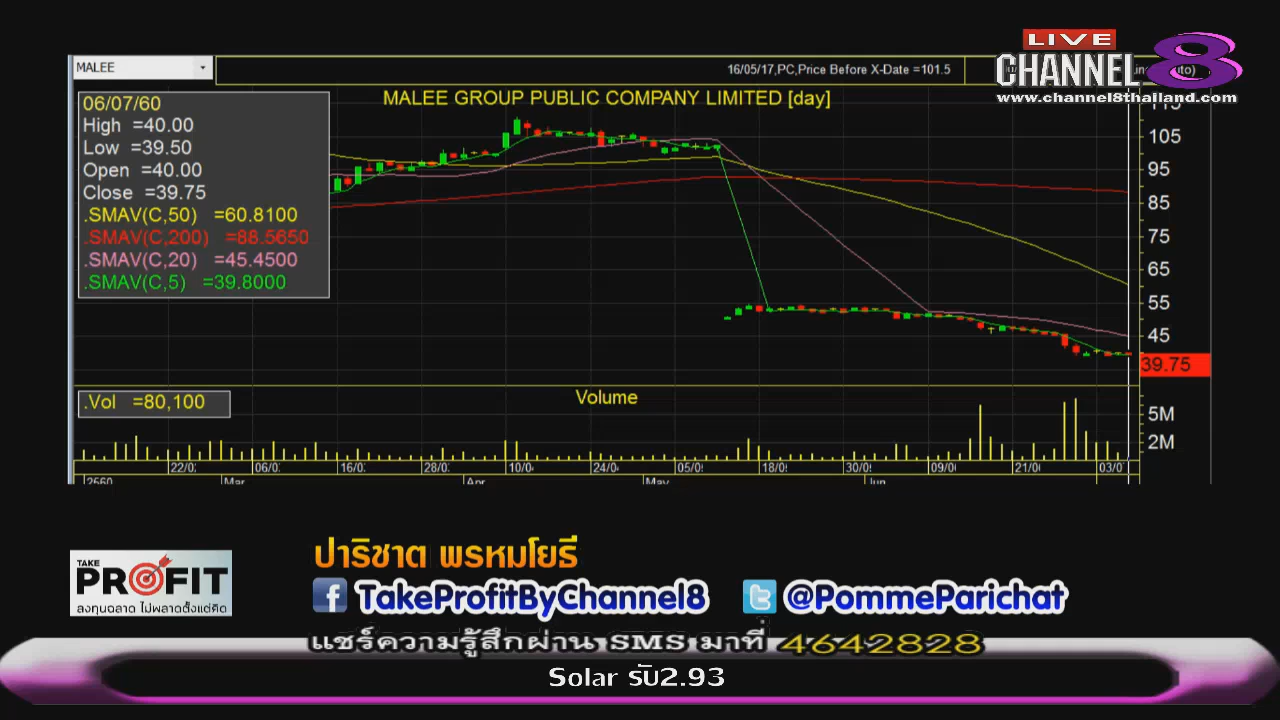 LIVE
CHANNEL 8
www.channel8thailand.com
MALEE
16/05/17,PC,Price Before X-Date =101.5
MALEE GROUP PUBLIC COMPANY LIMITED [day]
06/07/60
High =40.00
Low =39.50
Open =40.00
Close =39.75
.SMAV(C,50) =60.8100
.SMAV(C,200) =88.5650
.SMAV(C,20) =45.4500
.SMAV(C,5) =39.8000
115
105
95
85
75
65
55
45
39.75
.Vol =80,100
Volume
5M
2M
22/0 06/0 16/0 28/0 10/0 24/0 05/0 18/0 30/0 09/0 21/0 03/0
2560 Mar Apr May Jun
TAKE
PROFIT
ลงทุนฉลาด ไม่พลาดตั้งแต่คิด
ปาริชาต พรหมโยธี
TakeProfitByChannel8 @PommeParichat
แชร์ความรู้สึกผ่าน SMS มาที่ 4642828
Solar รับ2.93